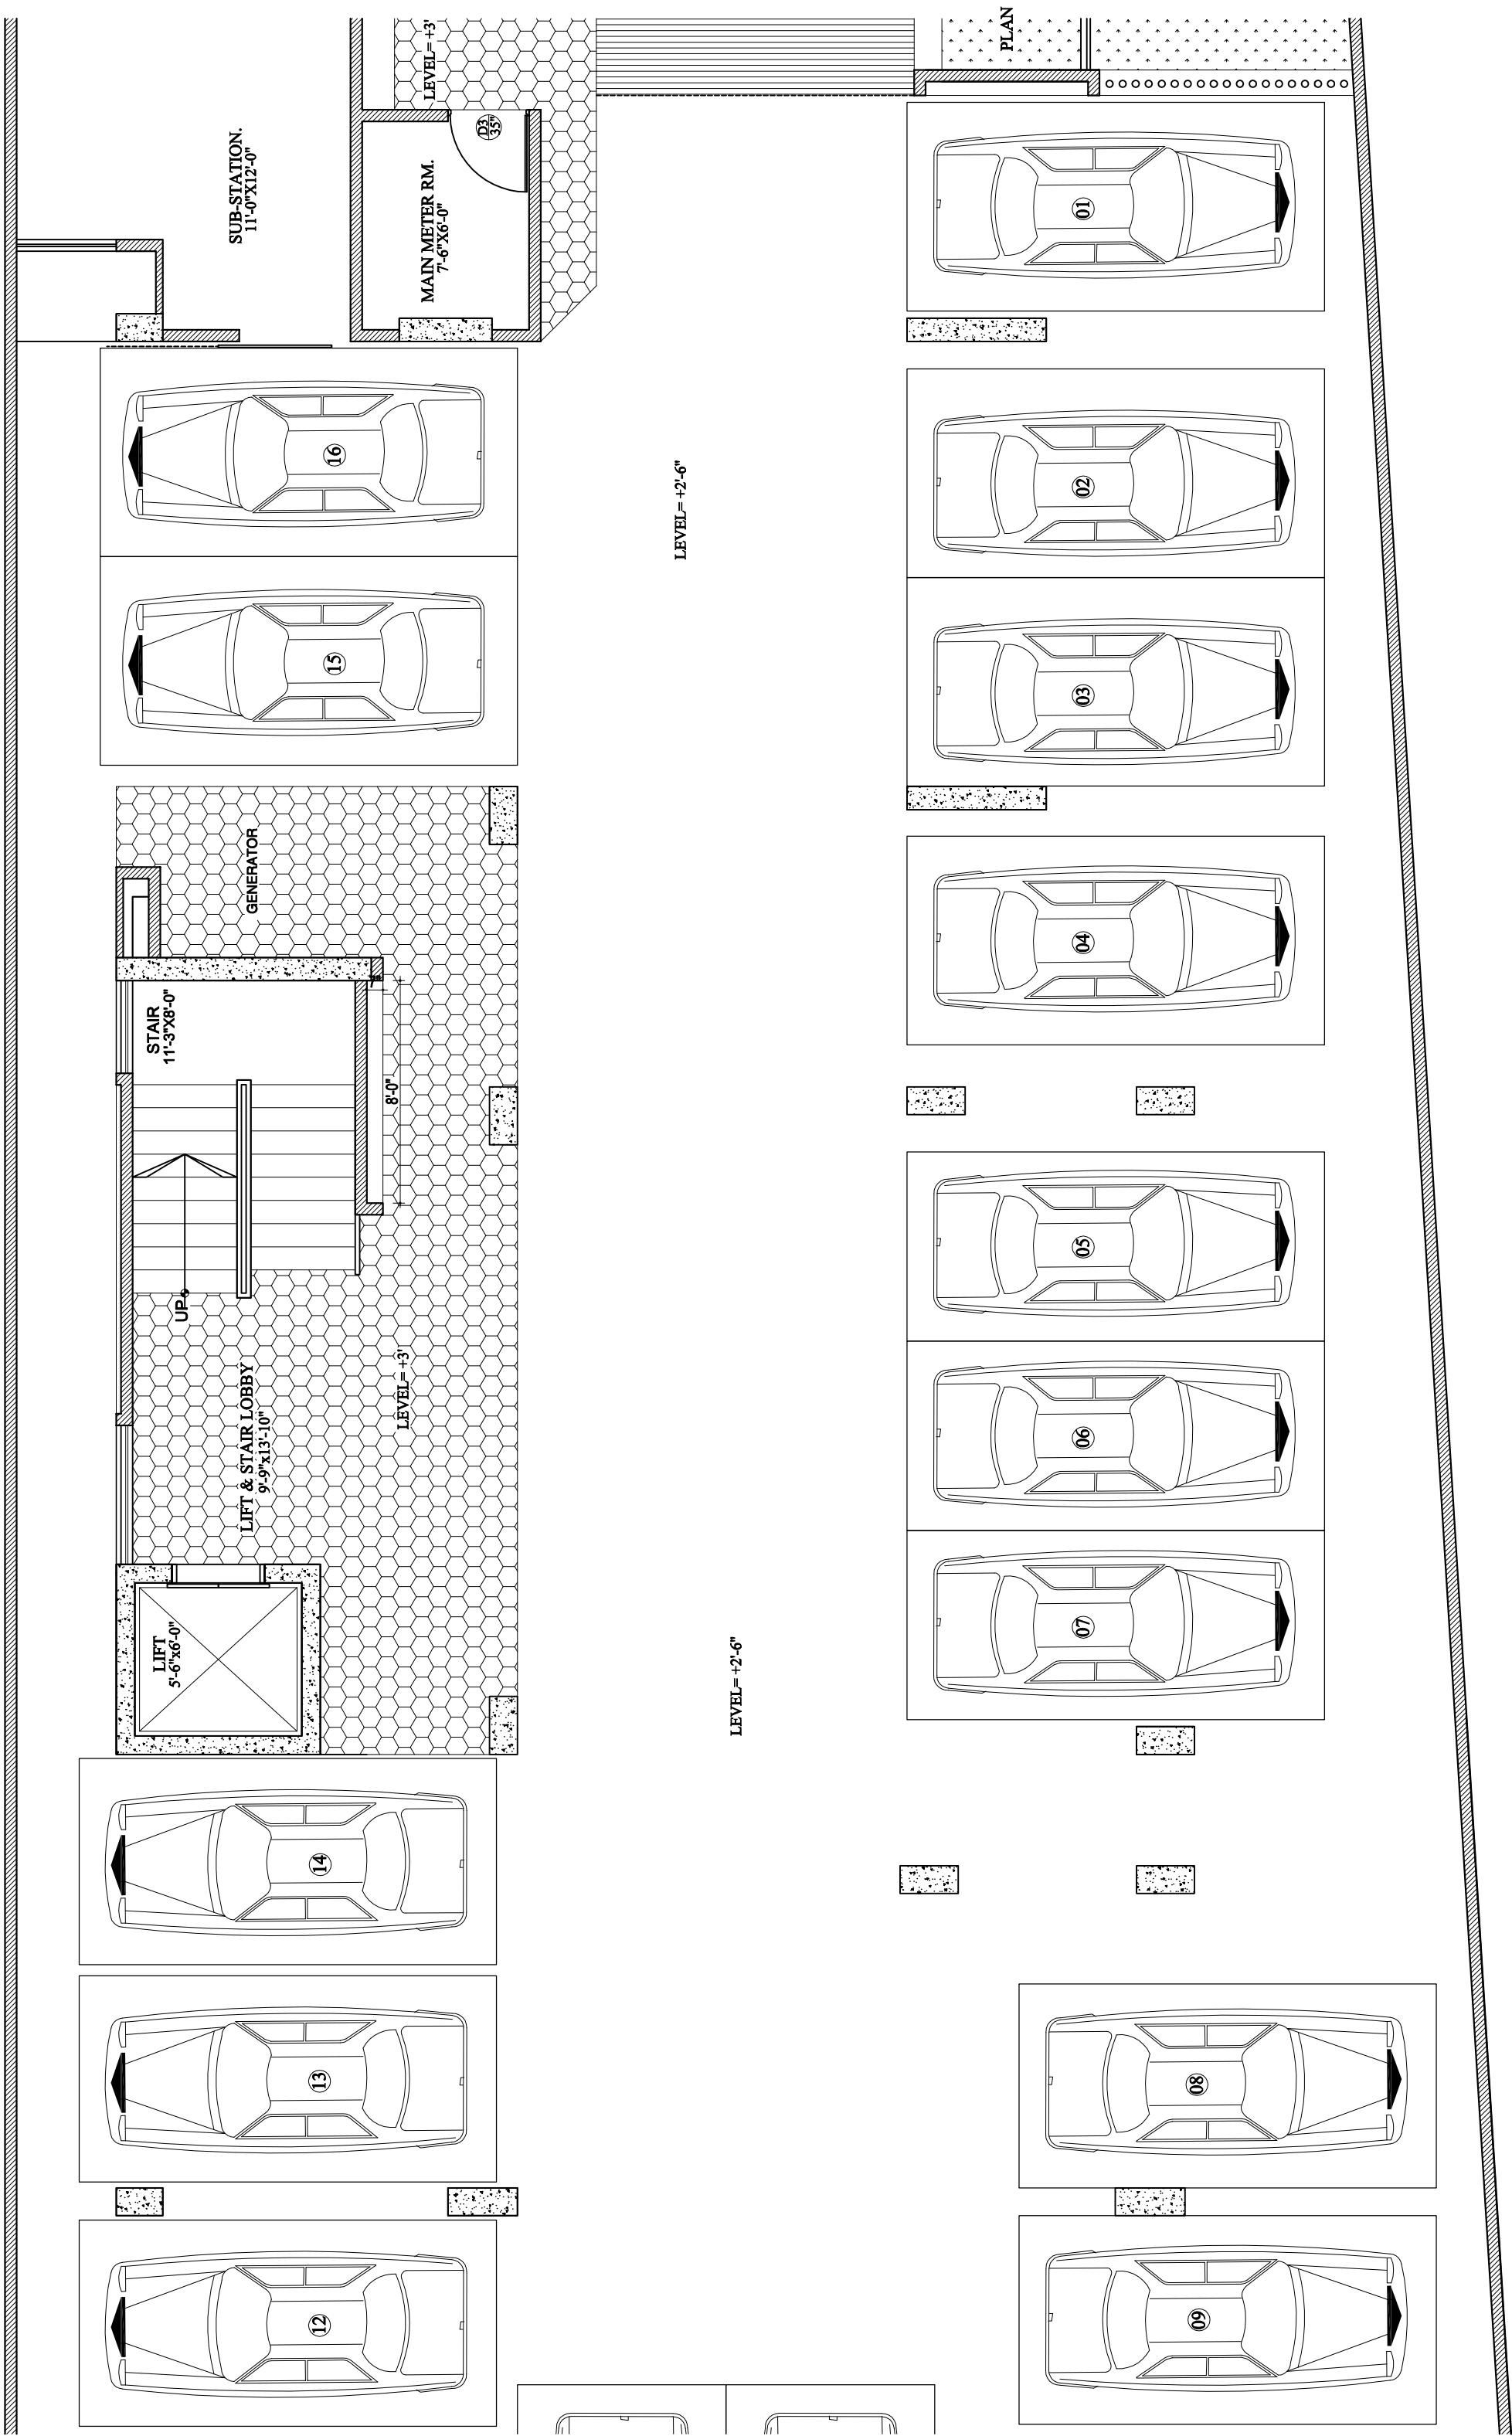 PLAN
LEVEL= +3'
D3
35"
SUB-STATION.
11'-0"X12'-0"
MAIN METER RM.
7'-6"X6'-0"
01
16
02
LEVEL= +2'-6"
15
03
GENERATOR
04
7"
STAIR
11'-3"X8'-0"
8'-0"
05
UP
LIFT & STAIR LOBBY
9'-9"x13'-10"
LEVEL= +3'
06
LIFT
5'-6"x6'-0"
07
LEVEL= +2'-6"
14
13
08
12
09